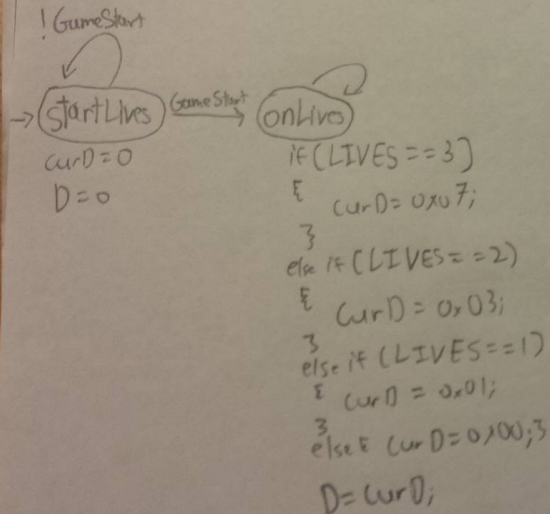 !GameStart
startLives GameStart onLives
curD=0
D=0
if(LIVES==3)
{
curD=0x07;
}
else if(LIVES==2)
{
curD=0x03;
}
else if(LIVES==1)
{ curD=0x01;
}
else{ curD=0x00;}
D=curD;